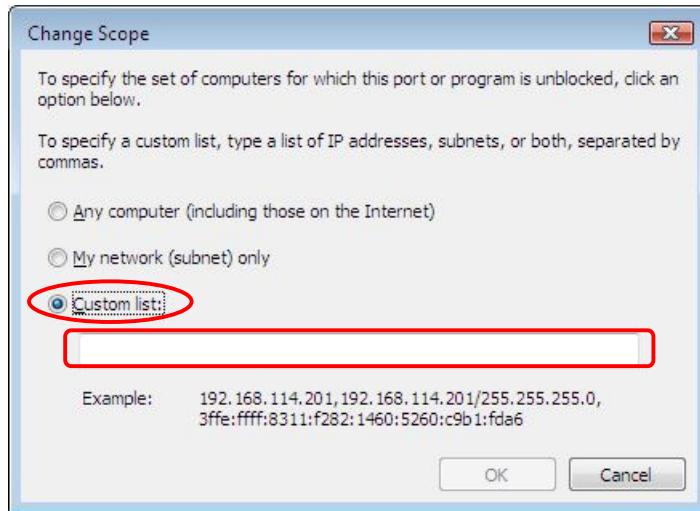 Change Scope
To specify the set of computers for which this port or program is unblocked, click an
option below.
To specify a custom list, type a list of IP addresses, subnets, or both, separated by
commas.
Any computer (including those on the Internet)
My network (subnet) only
Custom list:
Example: 192.168.114.201,192.168.114.201/255.255.255.0,
3ffe:ffff:8311:f282:1460:5260:c9b1:fda6
OK Cancel